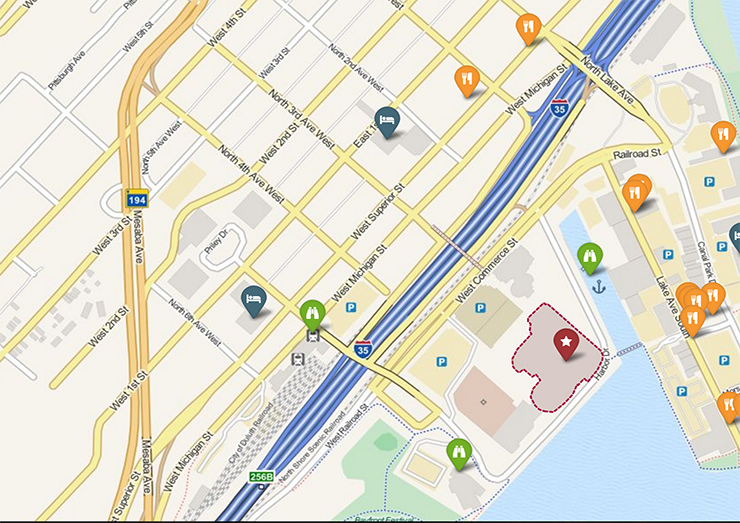 West 4th St
West 5th St
Pittsburgh Ave
West 3rd St
North 2nd Ave West
North Lake Ave
West Michigan St
35
North 3rd Ave West
North 5th Ave West
West 2nd St
East 1
Railroad St
P
North 4th Ave West
194
West Superior St
Mesaba Ave
West 3rd St
Priley Dr
West Commerce St
P
P
Canal Park
West Michigan St
Lake Ave South
North 6th Ave West
P
P
West 2nd St
35
P
P
Harbor Dr
West 1st St
P
P
City of Duluth Railroad
North Shore Scenic Railroad
West Railroad St
West Michigan St
Mesaba Ave
Superior St
256B
P
Bayfront Festival